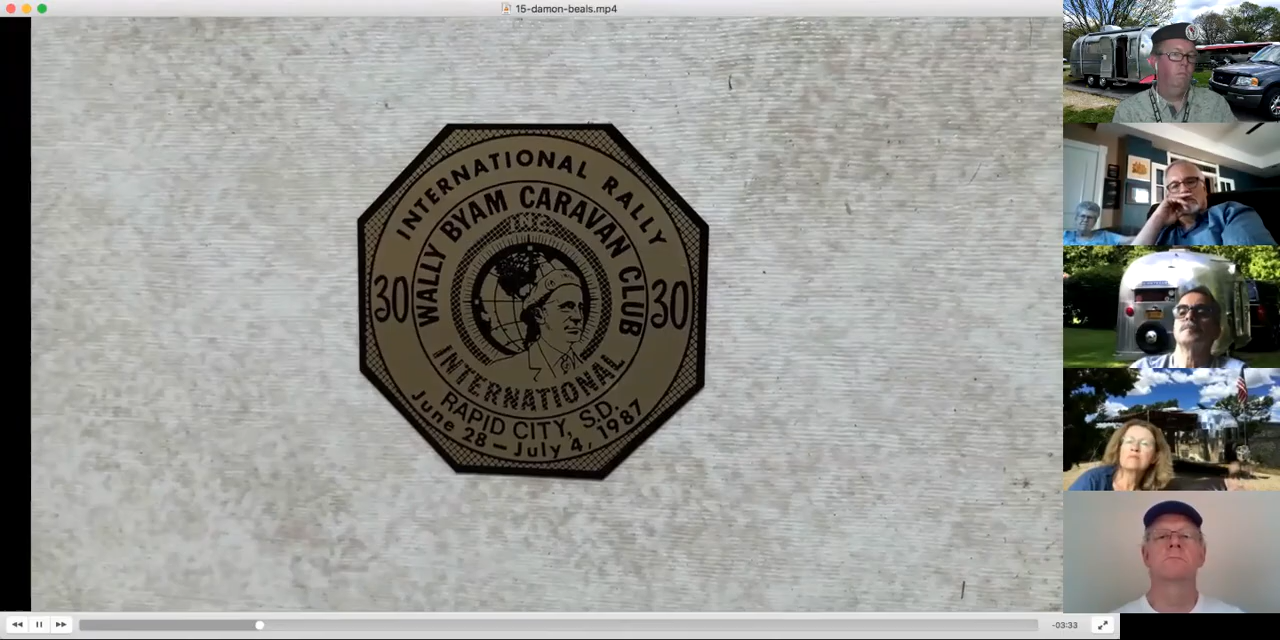 15-damon-beals.mp4
INTERNATIONAL RALLY
WALLY BYAM CARAVAN CLUB
INC.
30
30
INTERNATIONAL
RAPID CITY, S.D.
June 28 – July 4, 1987
-03:33